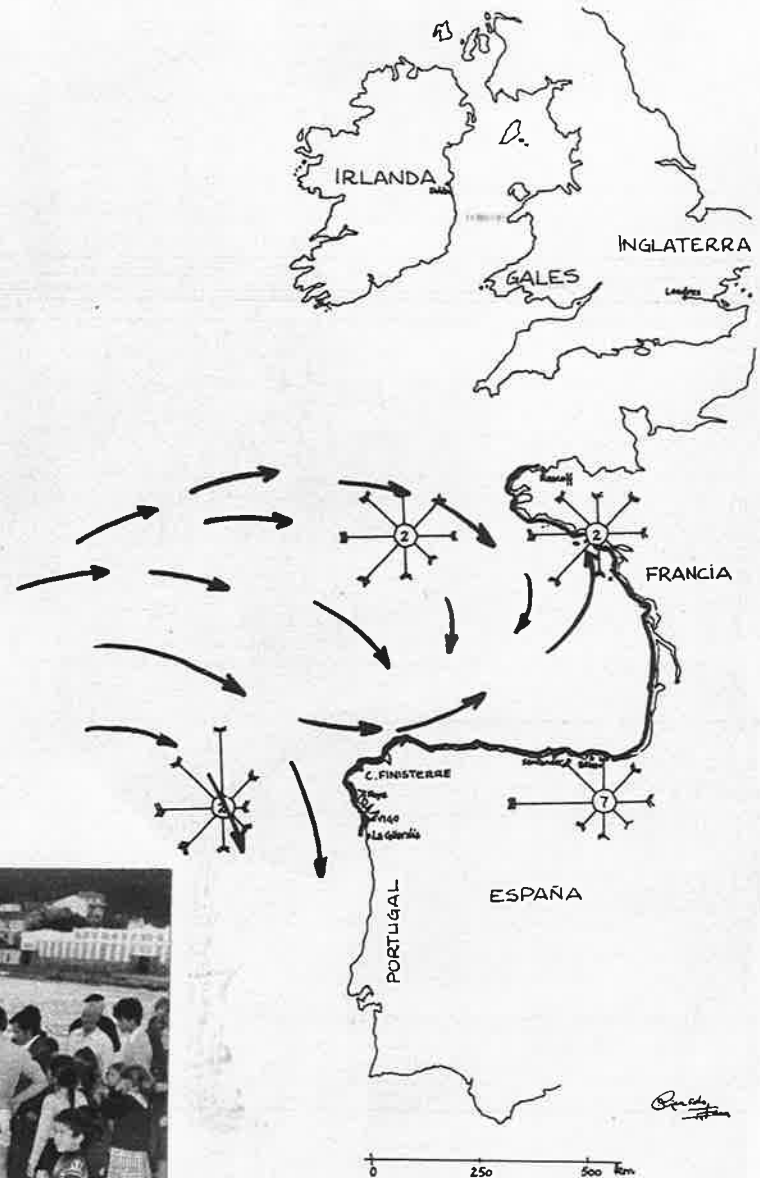 IRLANDA
INGLATERRA
GALES
Londres
Roscoff
2
2
FRANCIA
C. FINISTERRE
Santander
Vigo
La Guardia
2
7
ESPAÑA
PORTUGAL
0 250 500 km